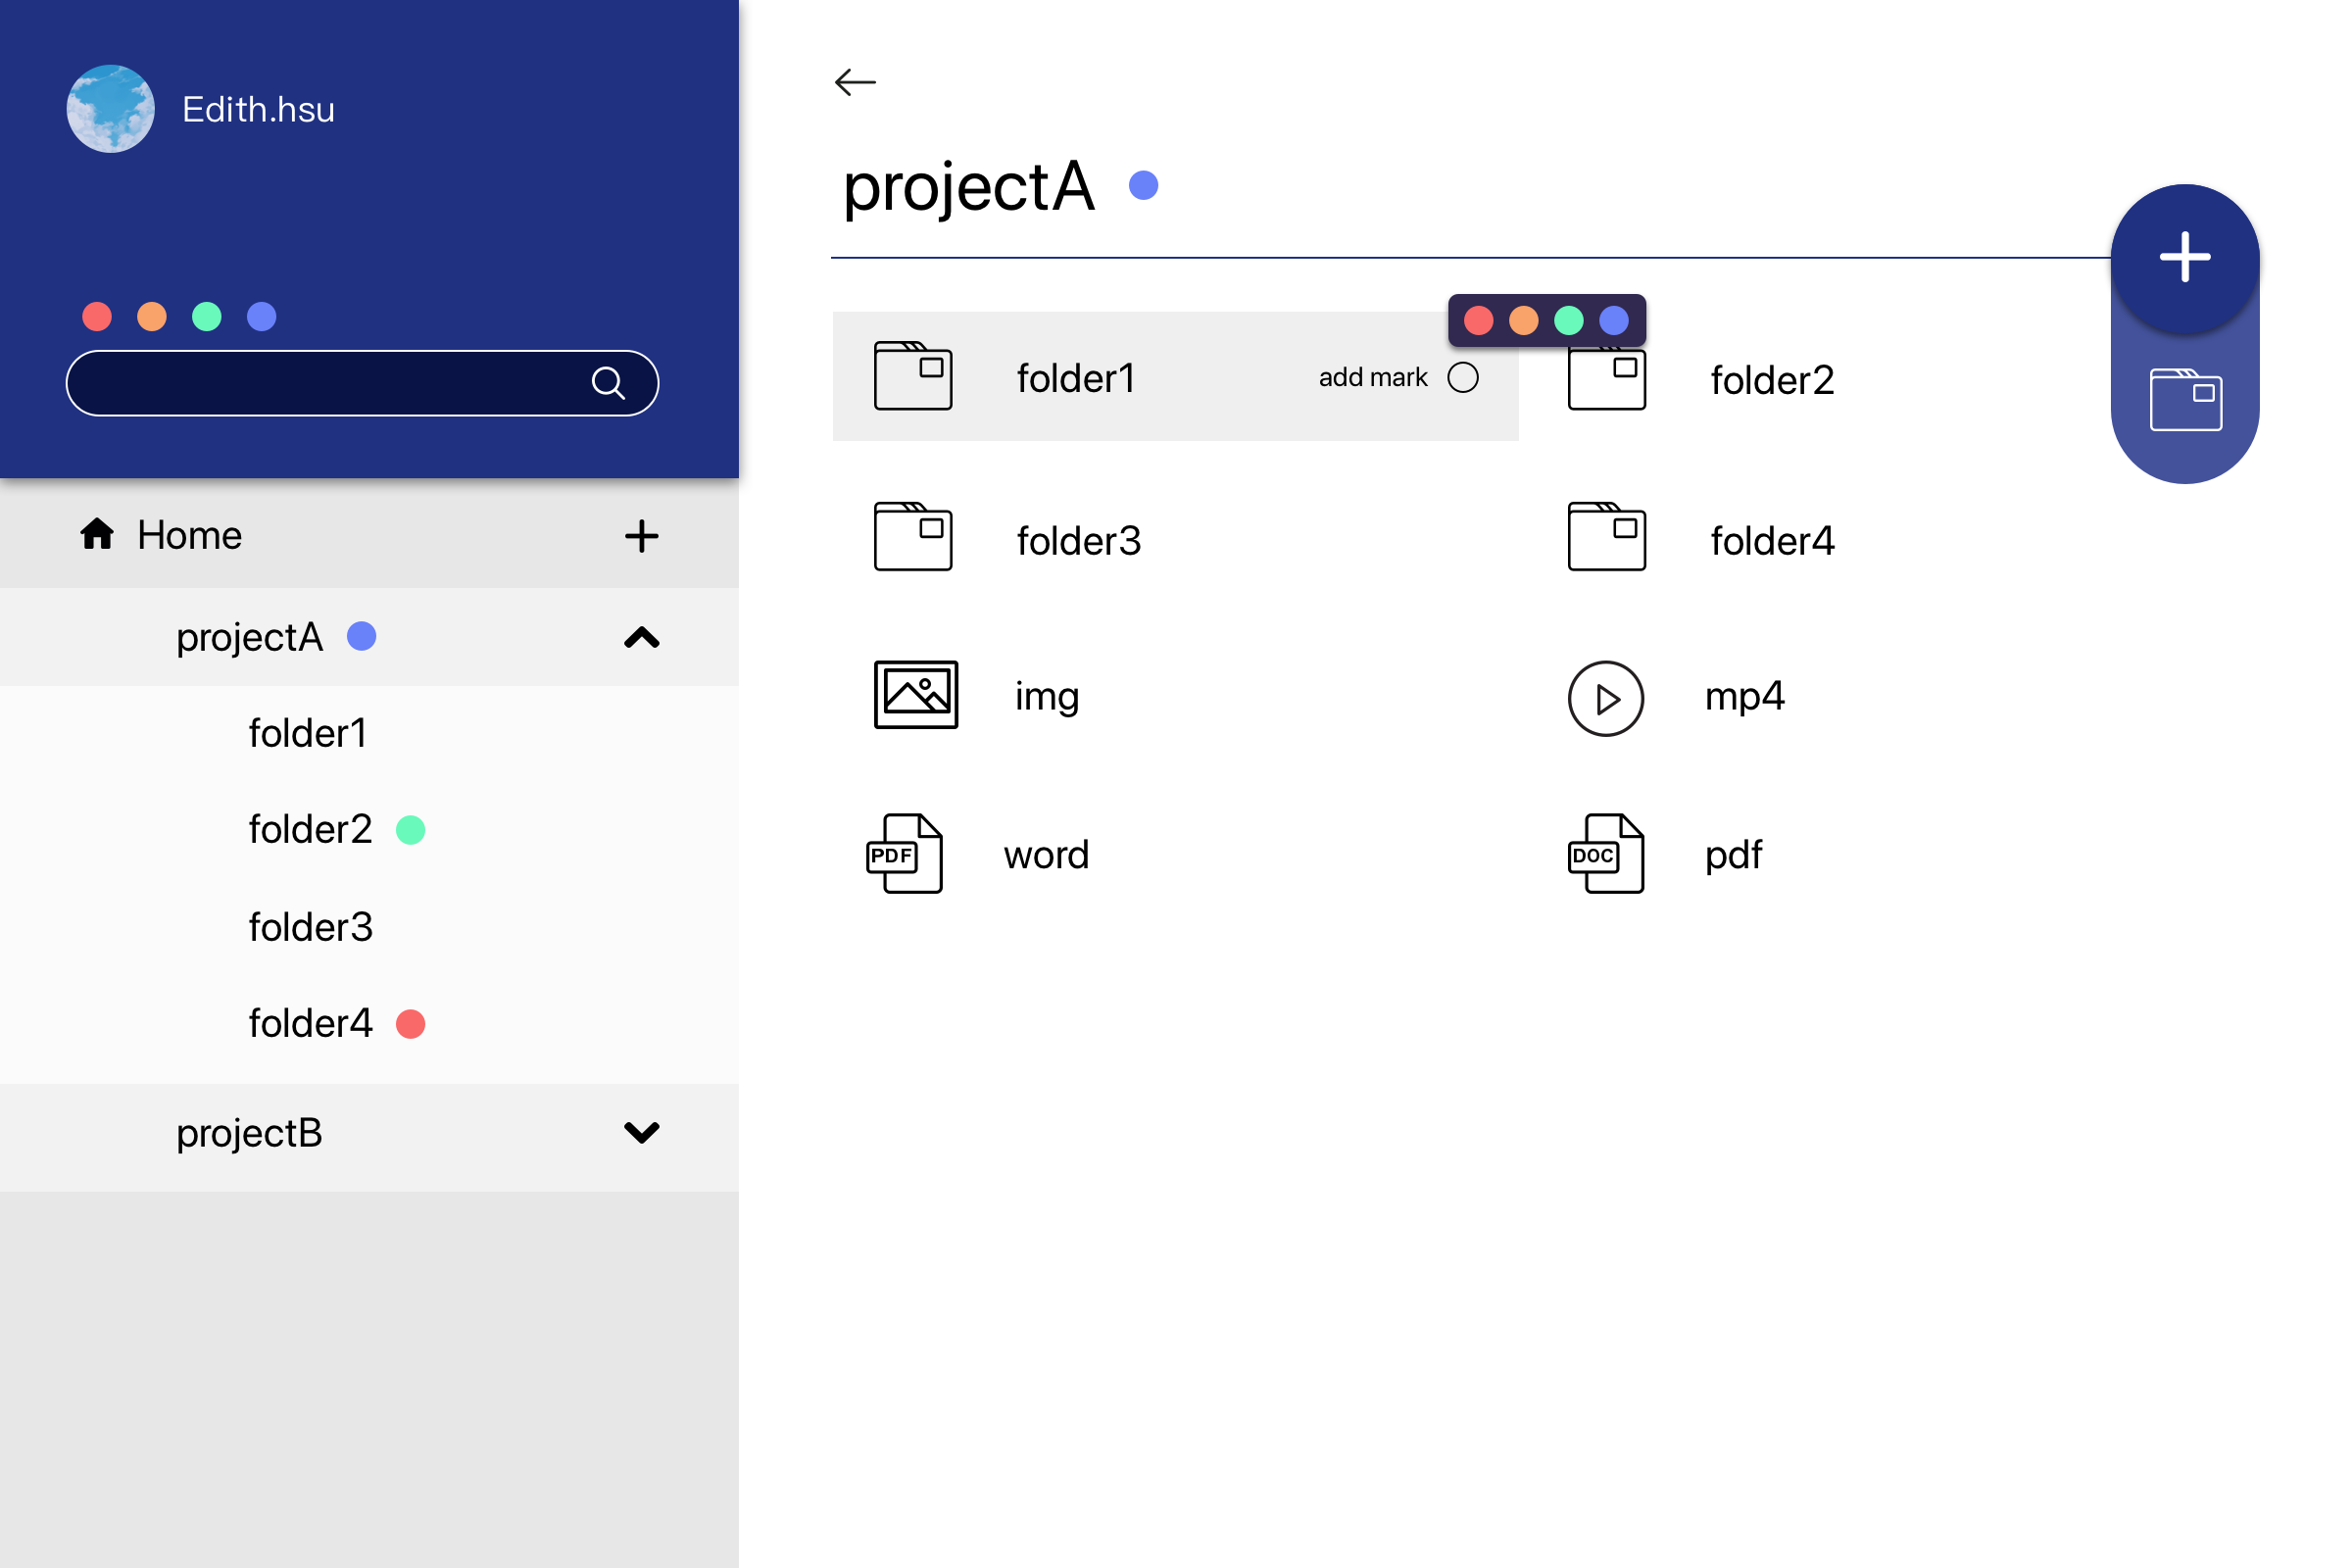 Edith.hsu
Home
projectA
folder1
folder2
folder3
folder4
projectB
projectA
folder1
add mark
folder2
folder3
folder4
img
mp4
PDF
word
DOC
pdf